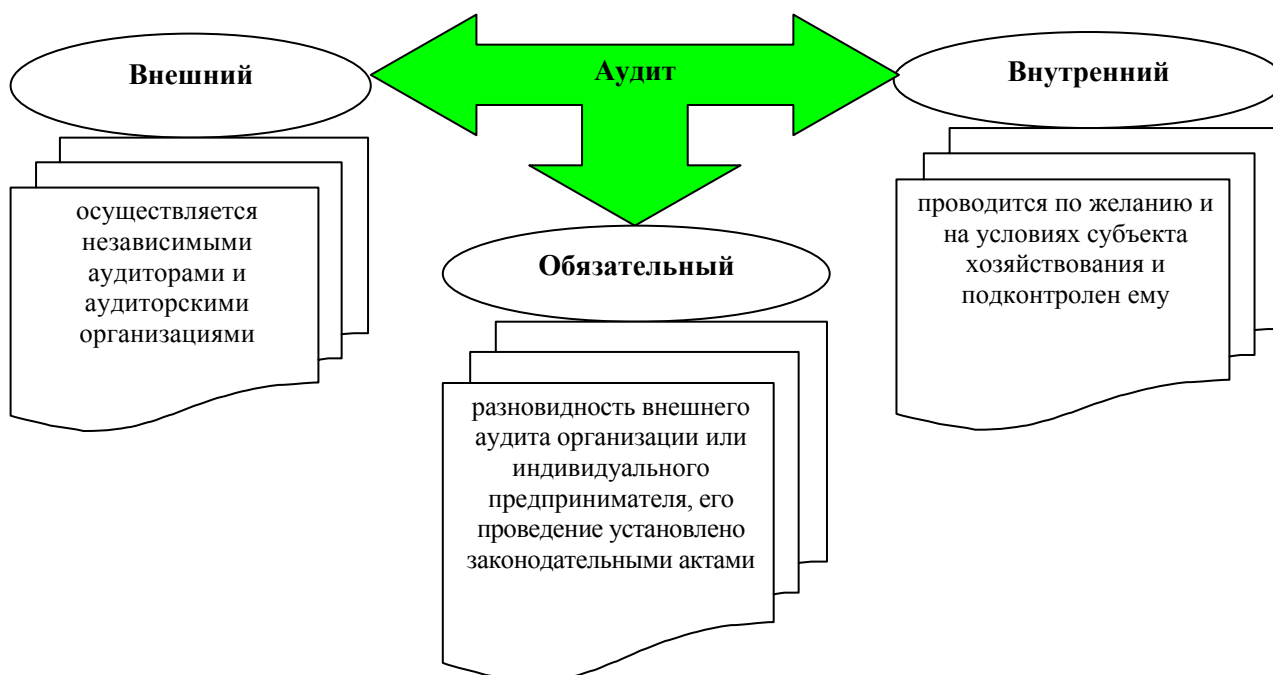 Аудит
Внешний
осуществляется
независимыми
аудиторами и
аудиторскими
организациями
Обязательный
разновидность внешнего
аудита организации или
индивидуального
предпринимателя, его
проведение установлено
законодательными актами
Внутренний
проводится по желанию и
на условиях субъекта
хозяйствования и
подконтролен ему